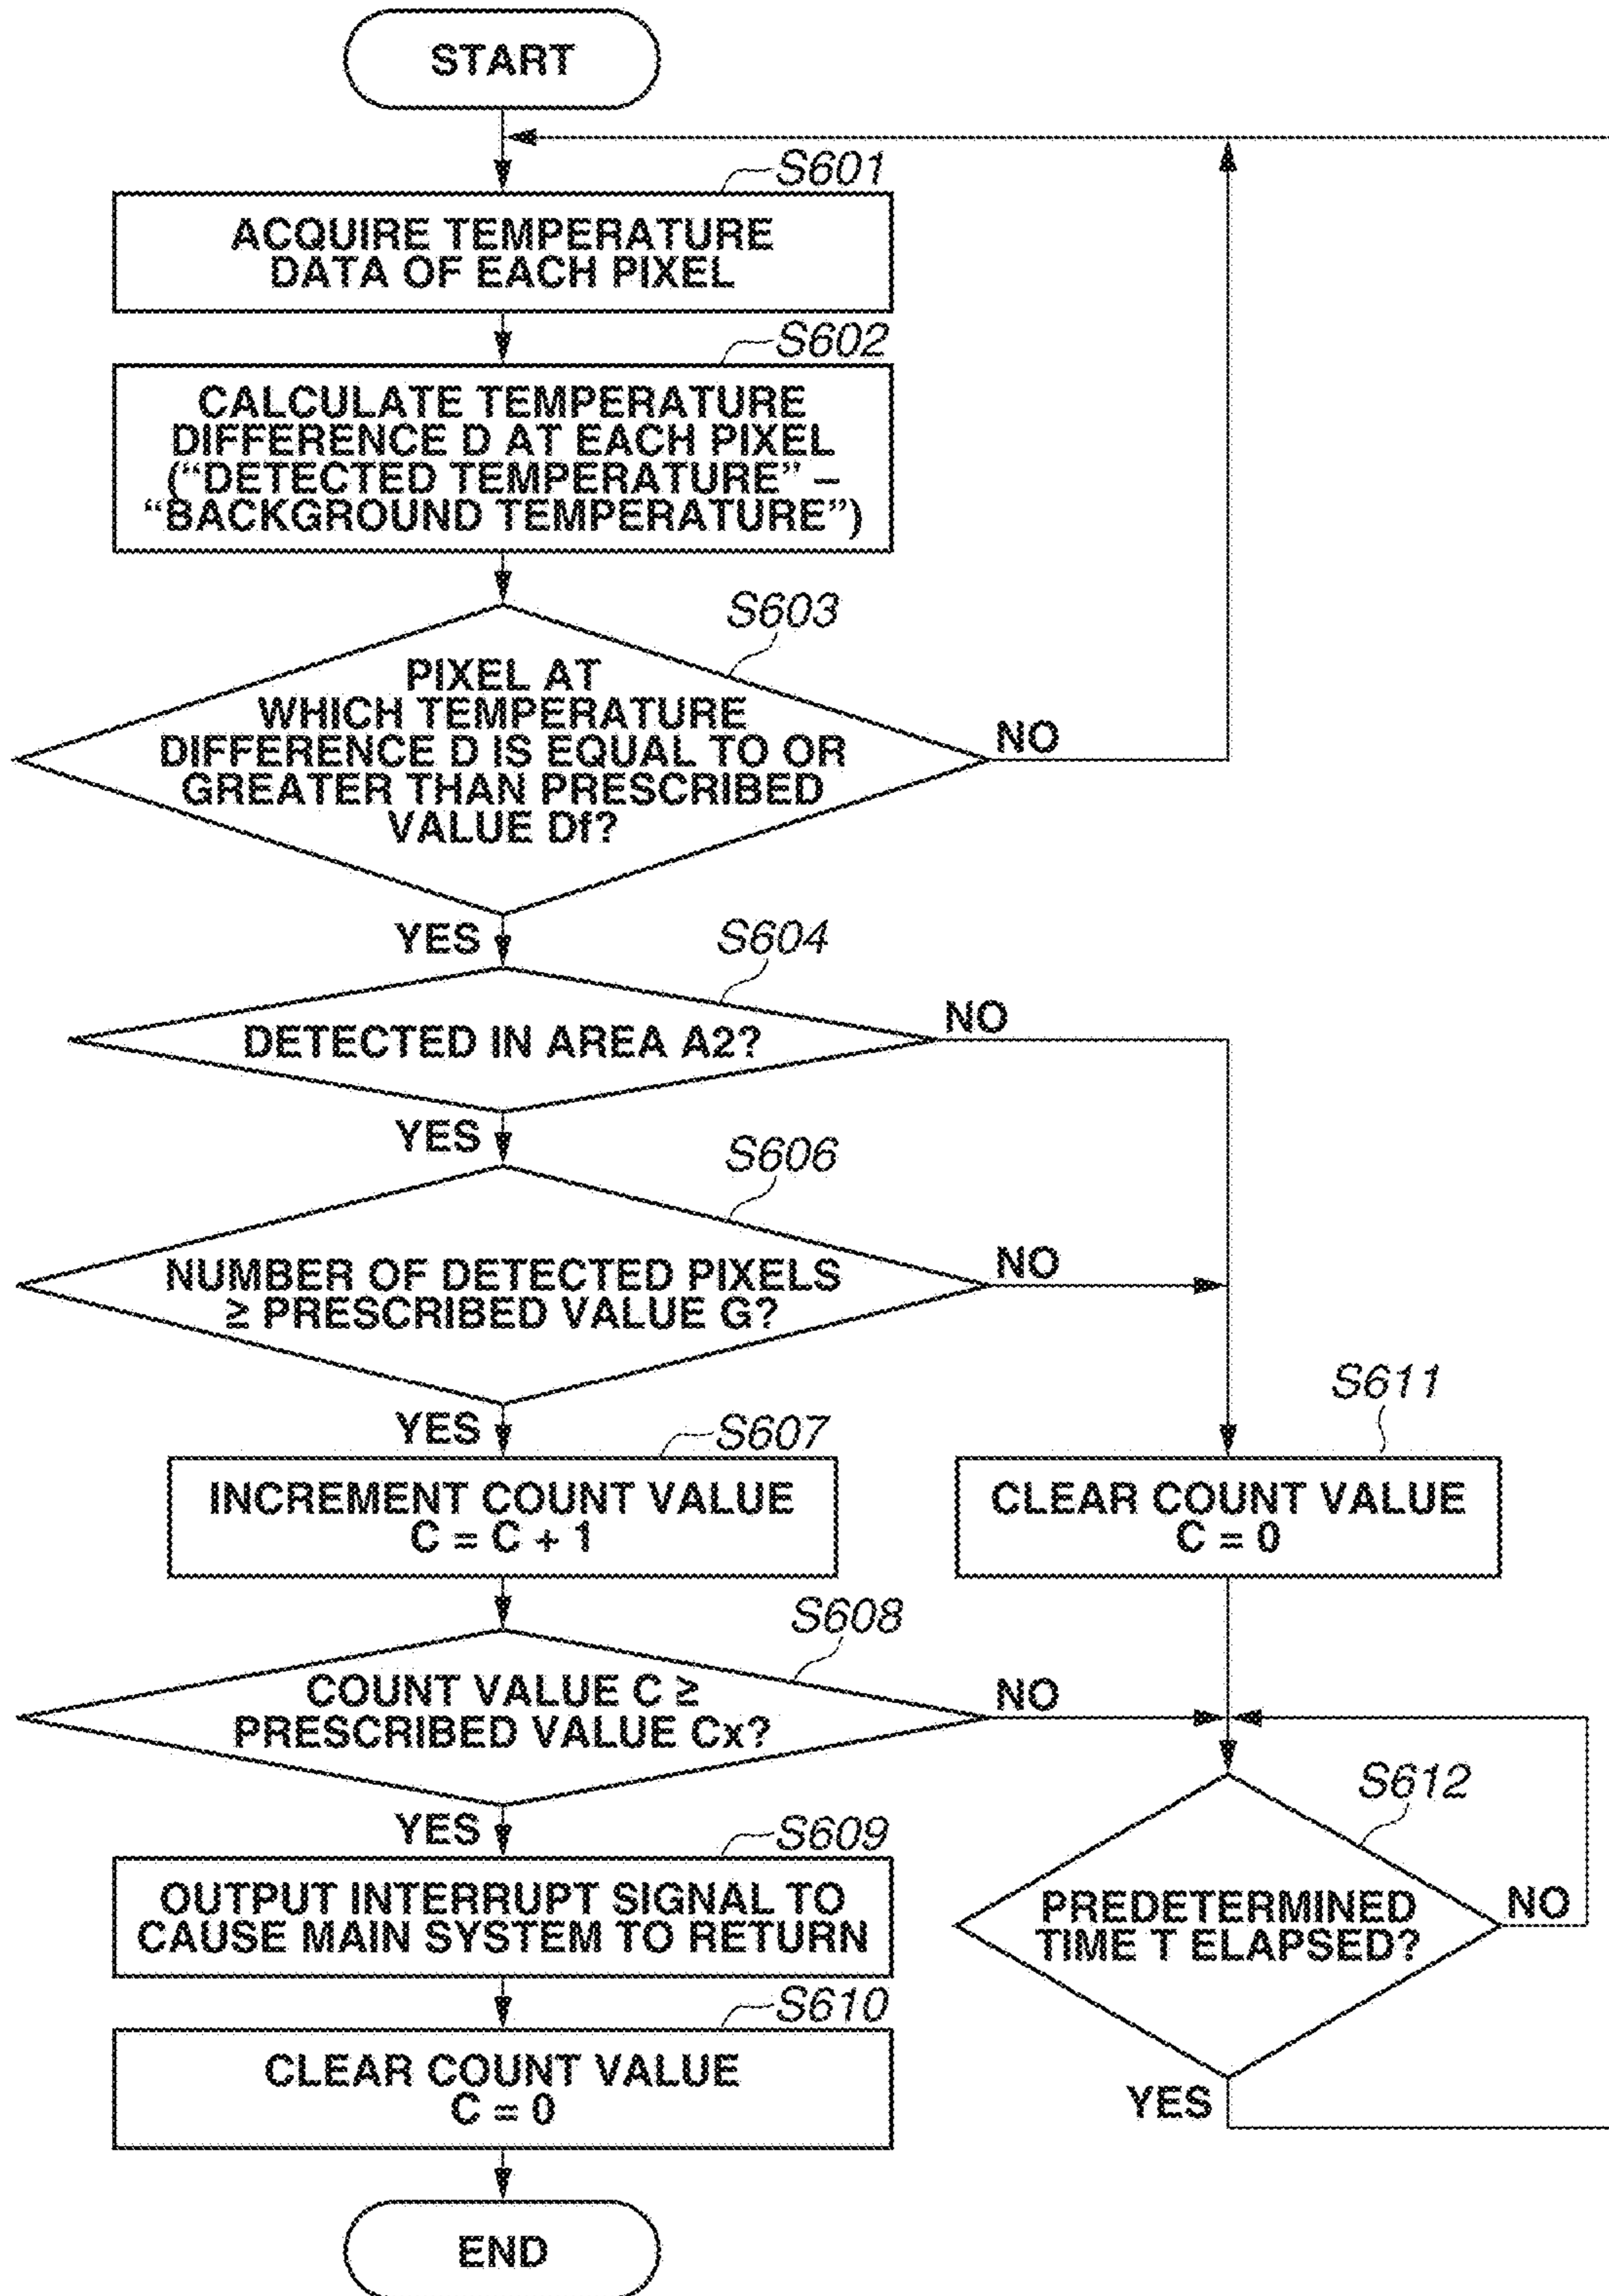 START
S601
ACQUIRE TEMPERATURE
DATA OF EACH PIXEL
S602
CALCULATE TEMPERATURE
DIFFERENCE D AT EACH PIXEL
(“DETECTED TEMPERATURE” –
“BACKGROUND TEMPERATURE”)
S603
PIXEL AT
WHICH TEMPERATURE
DIFFERENCE D IS EQUAL TO OR
GREATER THAN PRESCRIBED
VALUE Df?
NO
YES
S604
DETECTED IN AREA A2?
NO
YES
S606
NUMBER OF DETECTED PIXELS
≥ PRESCRIBED VALUE G?
NO
YES
S607
INCREMENT COUNT VALUE
C = C + 1
S611
CLEAR COUNT VALUE
C = 0
S608
COUNT VALUE C ≥
PRESCRIBED VALUE Cx?
NO
YES
S612
PREDETERMINED
TIME T ELAPSED?
NO
YES
S609
OUTPUT INTERRUPT SIGNAL TO
CAUSE MAIN SYSTEM TO RETURN
S610
CLEAR COUNT VALUE
C = 0
END